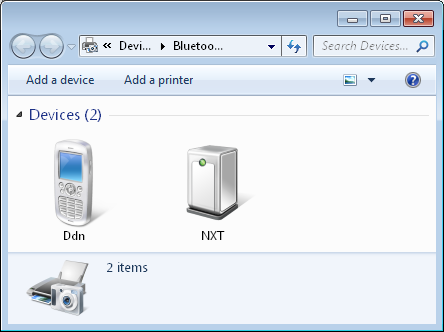 « Devi... ▸ Bluetoo...
Search Devices...
Add a device Add a printer
Devices (2)
Ddn NXT
2 items